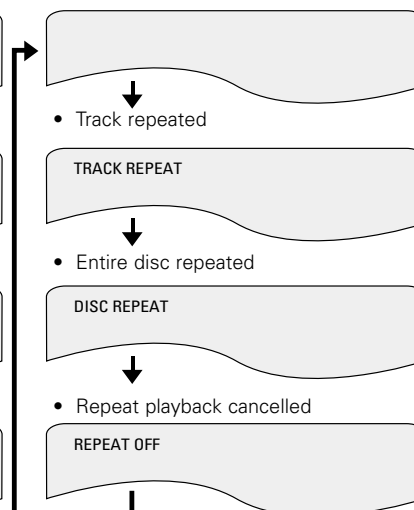 • Track repeated
TRACK REPEAT
• Entire disc repeated
DISC REPEAT
• Repeat playback cancelled
REPEAT OFF